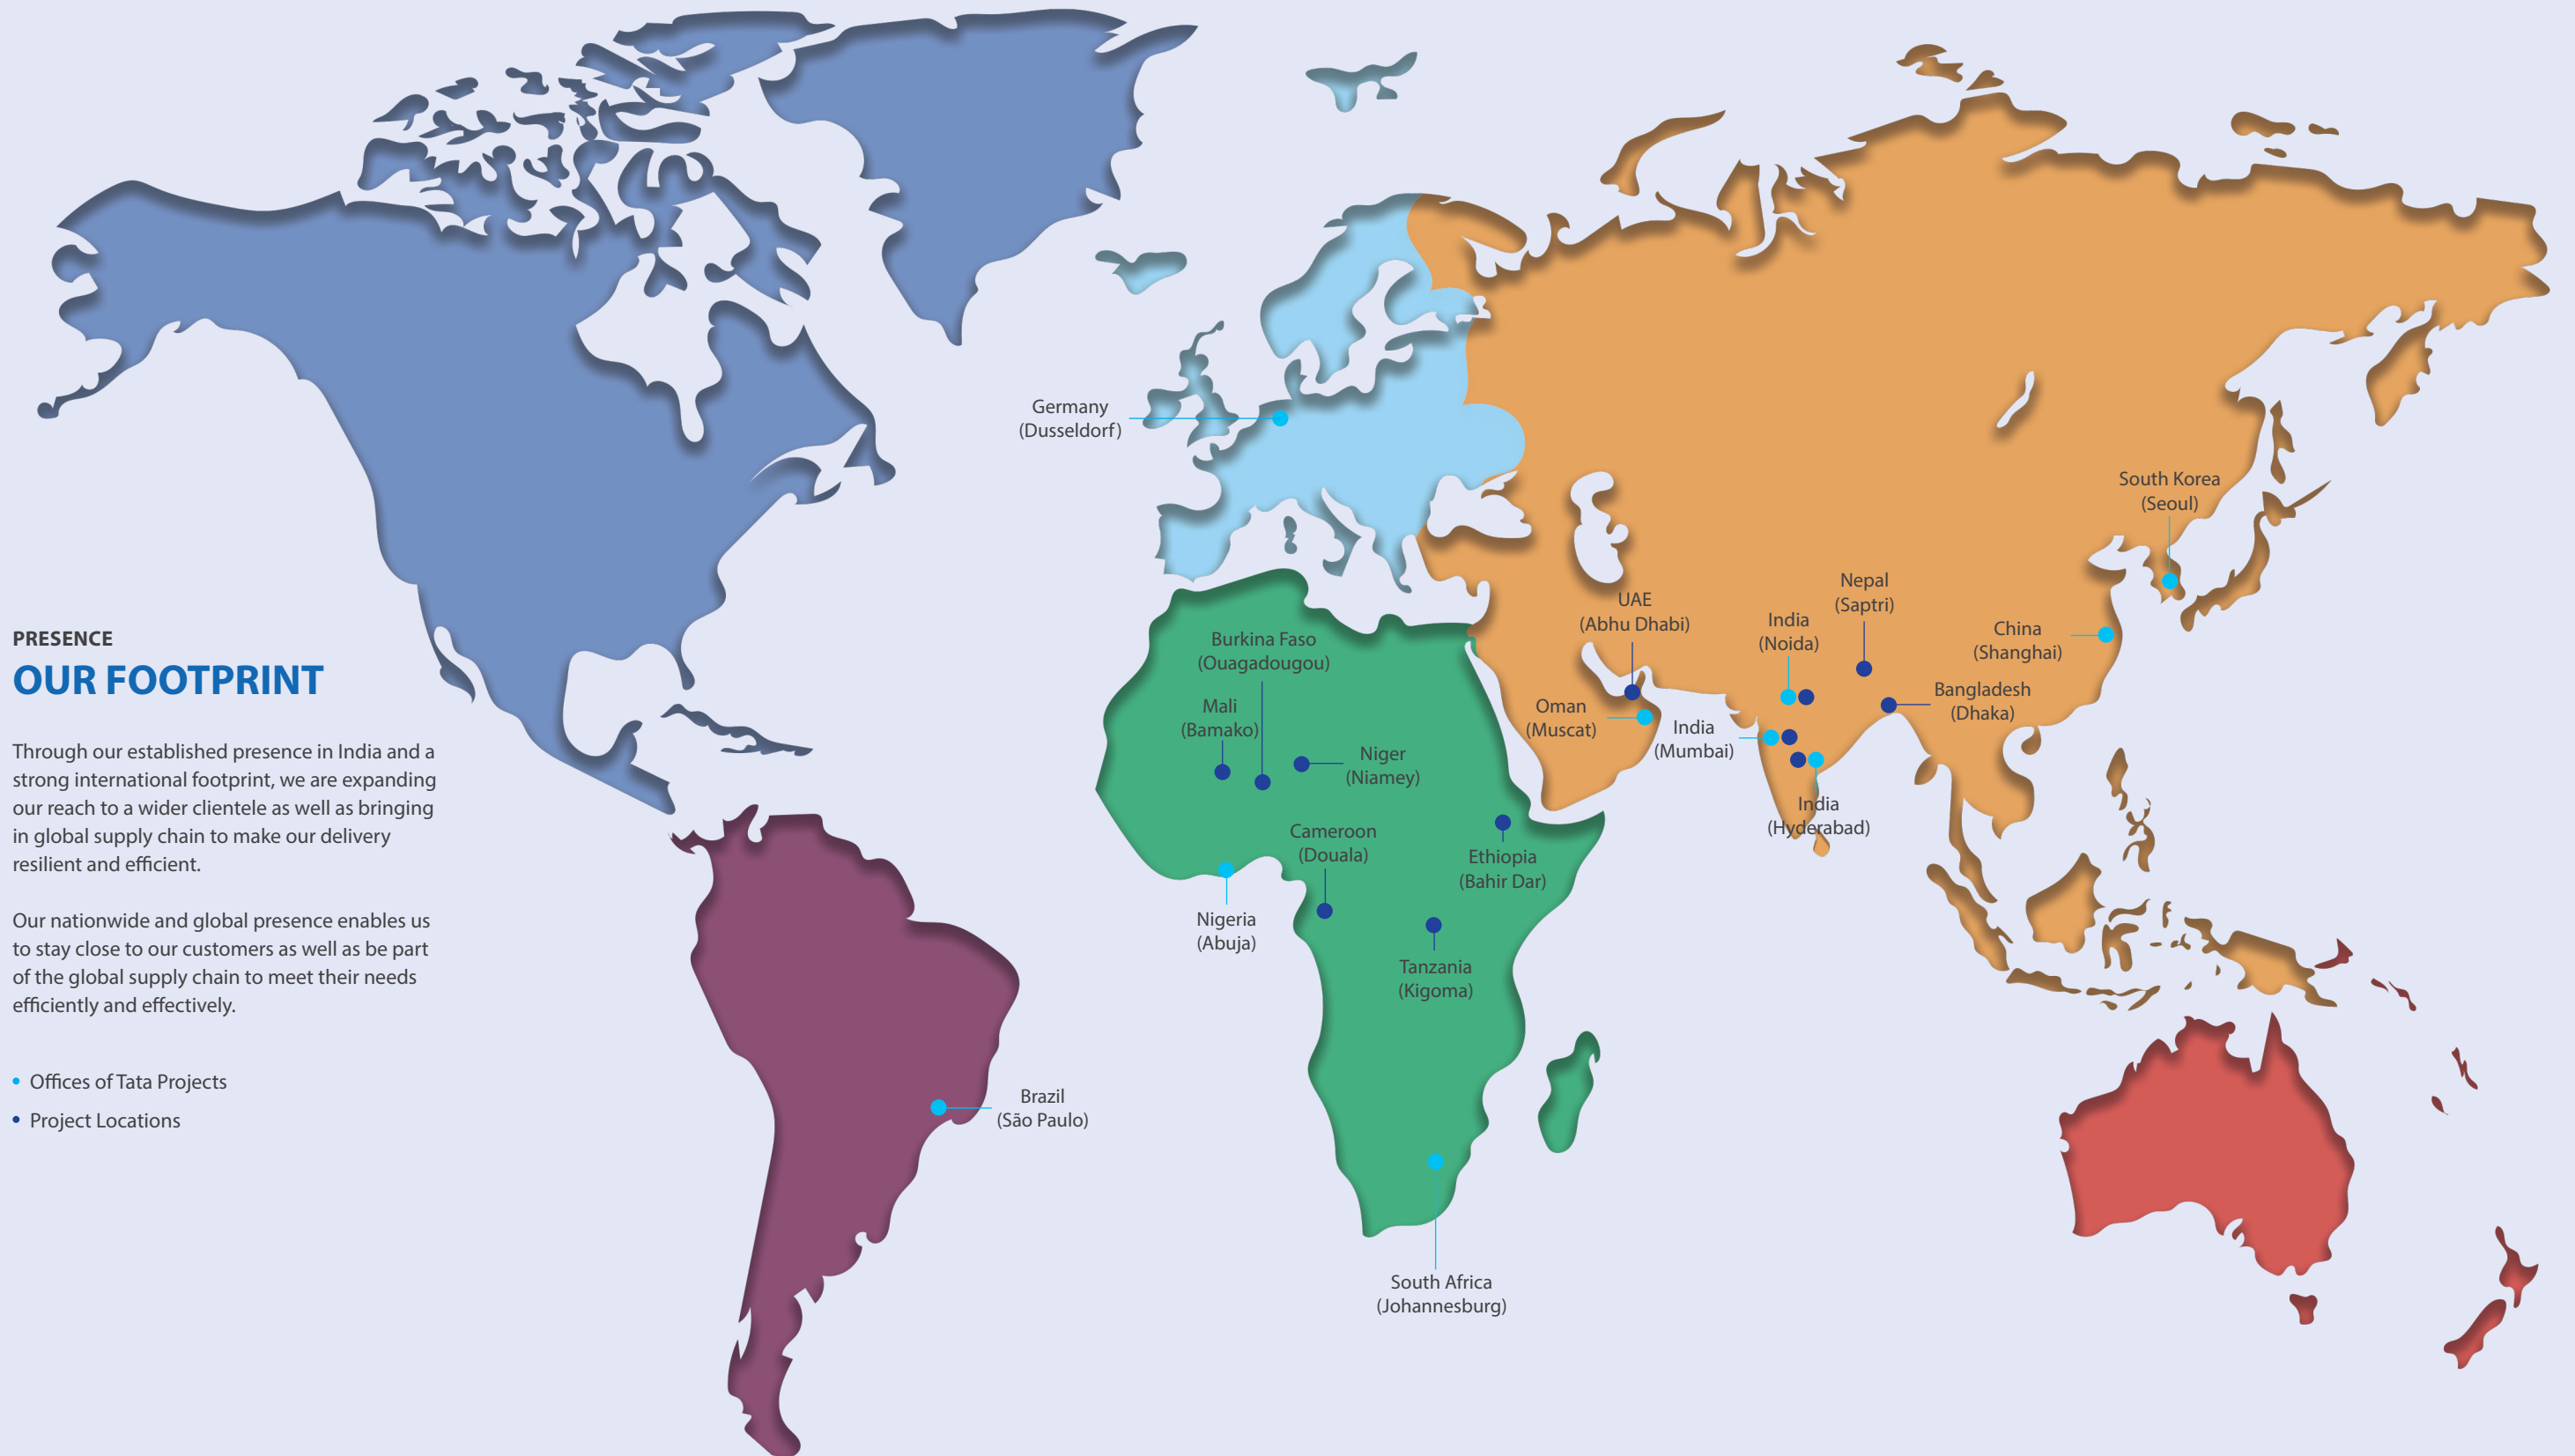 PRESENCE
OUR FOOTPRINT
Through our established presence in India and a
strong international footprint, we are expanding
our reach to a wider clientele as well as bringing
in global supply chain to make our delivery
resilient and efficient.
Our nationwide and global presence enables us
to stay close to our customers as well as be part
of the global supply chain to meet their needs
efficiently and effectively.
Offices of Tata Projects
Project Locations
Germany
(Dusseldorf)
South Korea
(Seoul)
Nepal
(Saptri)
UAE
(Abhu Dhabi)
India
(Noida)
China
(Shanghai)
Burkina Faso
(Ouagadougou)
Bangladesh
(Dhaka)
Mali
(Bamako)
Oman
(Muscat)
India
(Mumbai)
Niger
(Niamey)
India
(Hyderabad)
Cameroon
(Douala)
Ethiopia
(Bahir Dar)
Nigeria
(Abuja)
Tanzania
(Kigoma)
Brazil
(São Paulo)
South Africa
(Johannesburg)